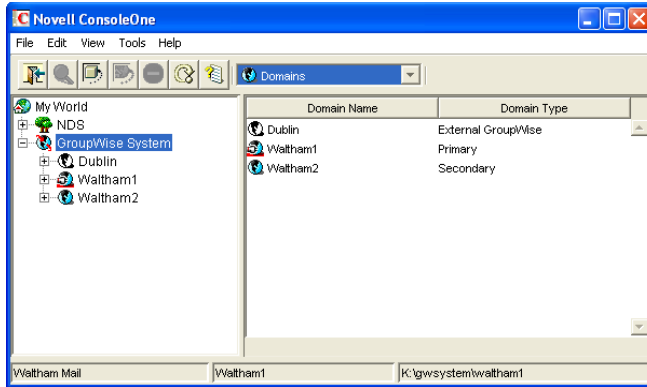 Novell ConsoleOne
File Edit View Tools Help
Domains
My World
NDS
GroupWise System
Dublin
Waltham1
Waltham2
Domain Name Domain Type
Dublin External GroupWise
Waltham1 Primary
Waltham2 Secondary
Waltham Mail Waltham1 K:\gwsystem\waltham1